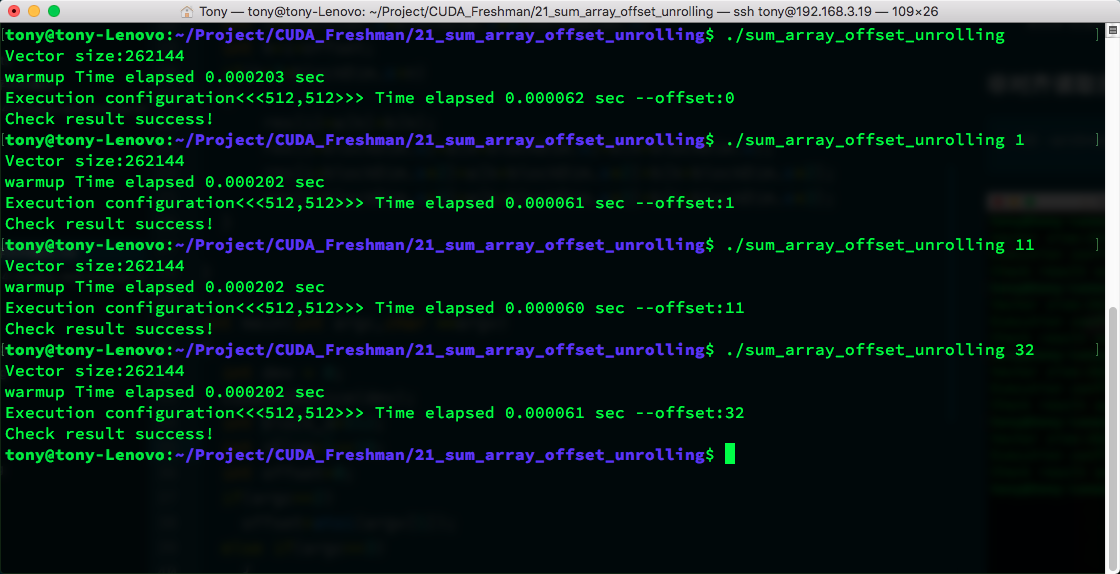 Tony — tony@tony-Lenovo: ~/Project/CUDA_Freshman/21_sum_array_offset_unrolling — ssh tony@192.168.3.19 — 109×26
[tony@tony-Lenovo:~/Project/CUDA_Freshman/21_sum_array_offset_unrolling$ ./sum_array_offset_unrolling ]
Vector size:262144
warmup Time elapsed 0.000203 sec
Execution configuration<<<512,512>>> Time elapsed 0.000062 sec --offset:0
Check result success!
[tony@tony-Lenovo:~/Project/CUDA_Freshman/21_sum_array_offset_unrolling$ ./sum_array_offset_unrolling 1 ]
Vector size:262144
warmup Time elapsed 0.000202 sec
Execution configuration<<<512,512>>> Time elapsed 0.000061 sec --offset:1
Check result success!
[tony@tony-Lenovo:~/Project/CUDA_Freshman/21_sum_array_offset_unrolling$ ./sum_array_offset_unrolling 11 ]
Vector size:262144
warmup Time elapsed 0.000202 sec
Execution configuration<<<512,512>>> Time elapsed 0.000060 sec --offset:11
Check result success!
[tony@tony-Lenovo:~/Project/CUDA_Freshman/21_sum_array_offset_unrolling$ ./sum_array_offset_unrolling 32 ]
Vector size:262144
warmup Time elapsed 0.000202 sec
Execution configuration<<<512,512>>> Time elapsed 0.000061 sec --offset:32
Check result success!
tony@tony-Lenovo:~/Project/CUDA_Freshman/21_sum_array_offset_unrolling$